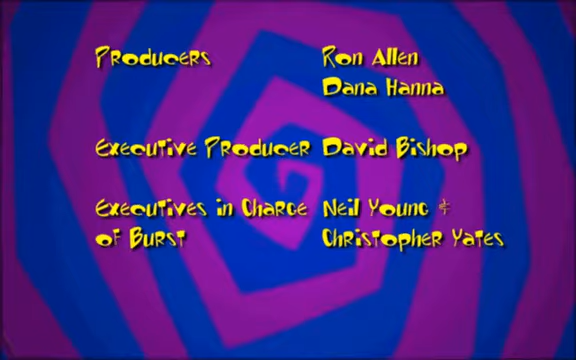 Producers Ron Allen
Dana Hanna
Executive Producer David Bishop
Executives in Charge Neil Young +
of Burst Christopher Yates